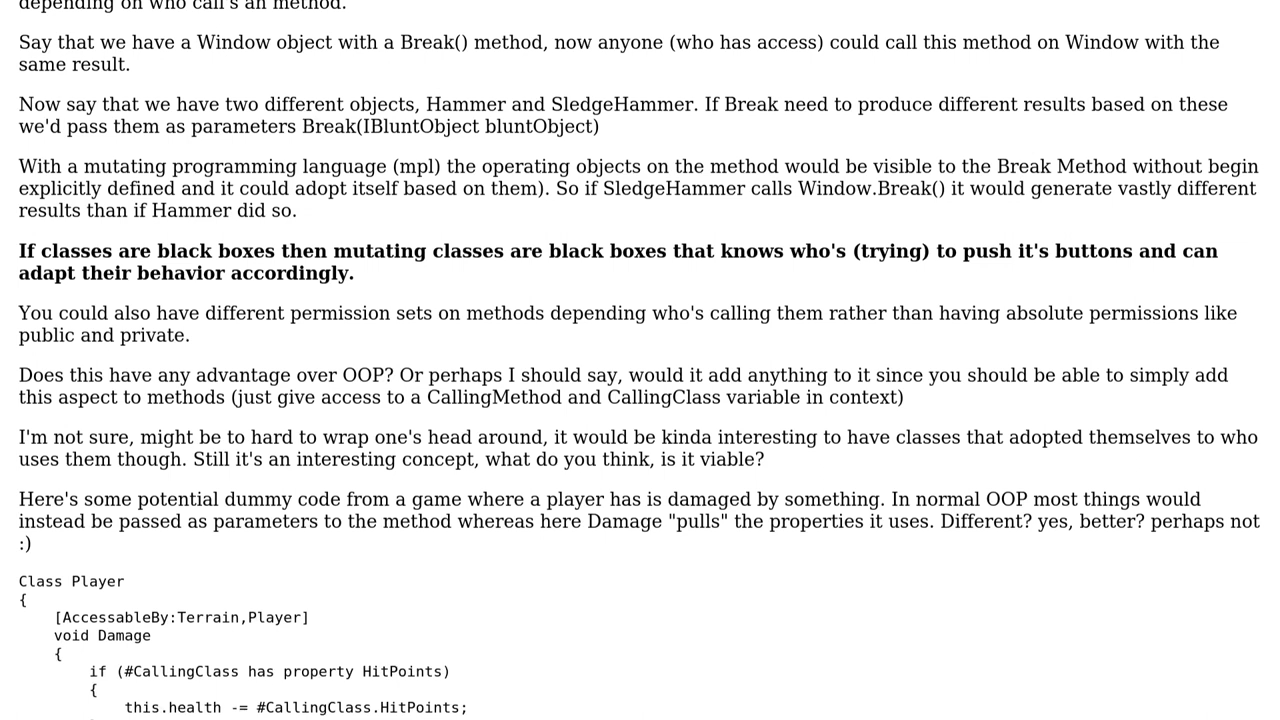 depending on who call's an method.
Say that we have a Window object with a Break() method, now anyone (who has access) could call this method on Window with the
same result.
Now say that we have two different objects, Hammer and SledgeHammer. If Break need to produce different results based on these
we'd pass them as parameters Break(IBluntObject bluntObject)
With a mutating programming language (mpl) the operating objects on the method would be visible to the Break Method without begin
explicitly defined and it could adopt itself based on them). So if SledgeHammer calls Window.Break() it would generate vastly different
results than if Hammer did so.
If classes are black boxes then mutating classes are black boxes that knows who's (trying) to push it's buttons and can
adapt their behavior accordingly.
You could also have different permission sets on methods depending who's calling them rather than having absolute permissions like
public and private.
Does this have any advantage over OOP? Or perhaps I should say, would it add anything to it since you should be able to simply add
this aspect to methods (just give access to a CallingMethod and CallingClass variable in context)
I'm not sure, might be to hard to wrap one's head around, it would be kinda interesting to have classes that adopted themselves to who
uses them though. Still it's an interesting concept, what do you think, is it viable?
Here's some potential dummy code from a game where a player has is damaged by something. In normal OOP most things would
instead be passed as parameters to the method whereas here Damage "pulls" the properties it uses. Different? yes, better? perhaps not
:)
Class Player
{
    [AccessableBy:Terrain,Player]
    void Damage
    {
        if (#CallingClass has property HitPoints)
        {
            this.health -= #CallingClass.HitPoints;